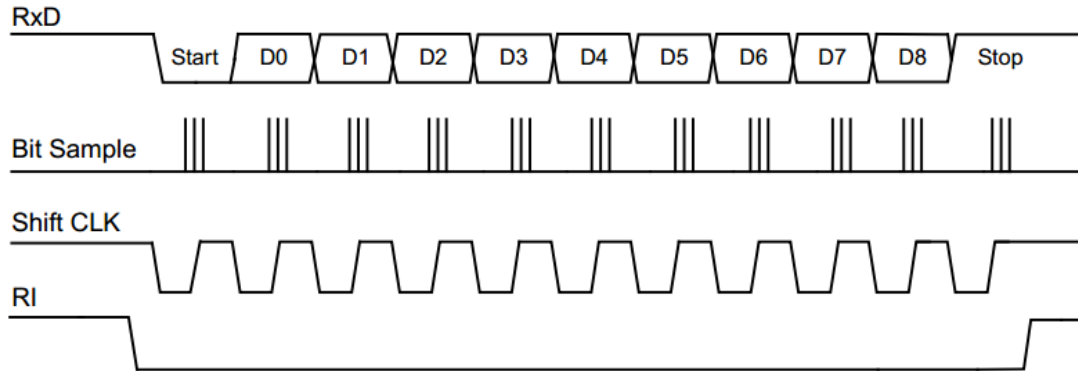 RxD
Start D0 D1 D2 D3 D4 D5 D6 D7 D8 Stop
Bit Sample
Shift CLK
RI